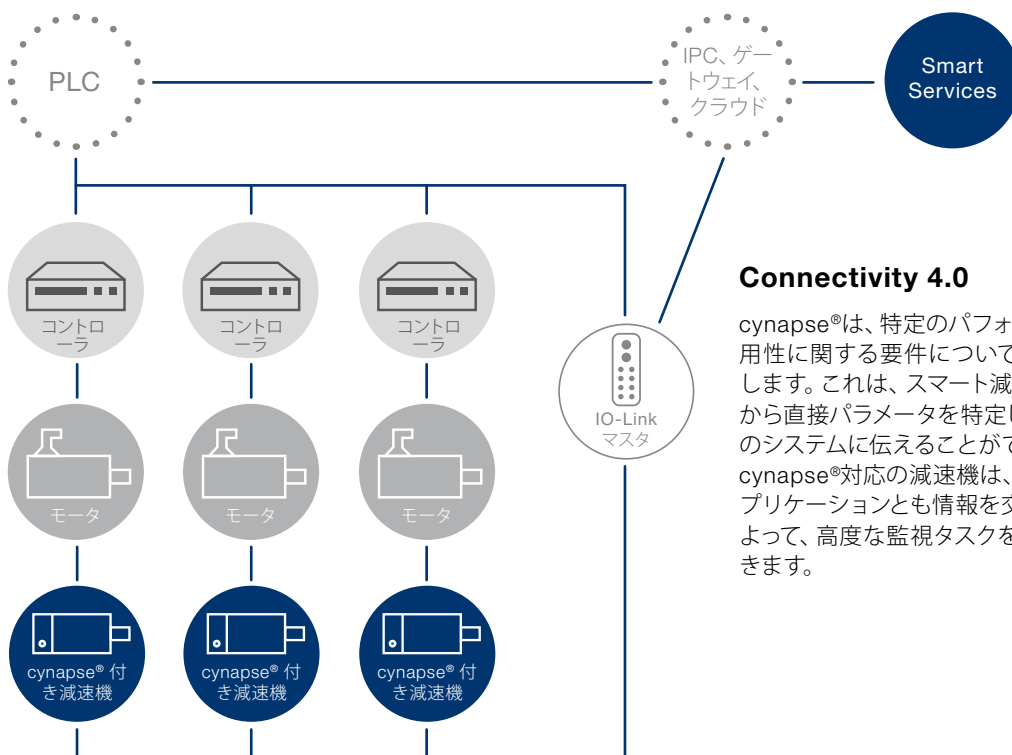 PLC
IPC、ゲー
トウェイ、
クラウド
Smart
Services
コントロ
ーラ
コントロ
ーラ
コントロ
ーラ
IO-Link
マスタ
モータ
モータ
モータ
cynapse® 付
き減速機
cynapse® 付
き減速機
cynapse® 付
き減速機
Connectivity 4.0
cynapse®は、特定のパフォ
用性に関する要件について
します。これは、スマート減
から直接パラメータを特定し
のシステムに伝えることがで
cynapse®対応の減速機は、
プリケーションとも情報を交
よって、高度な監視タスクを
きます。